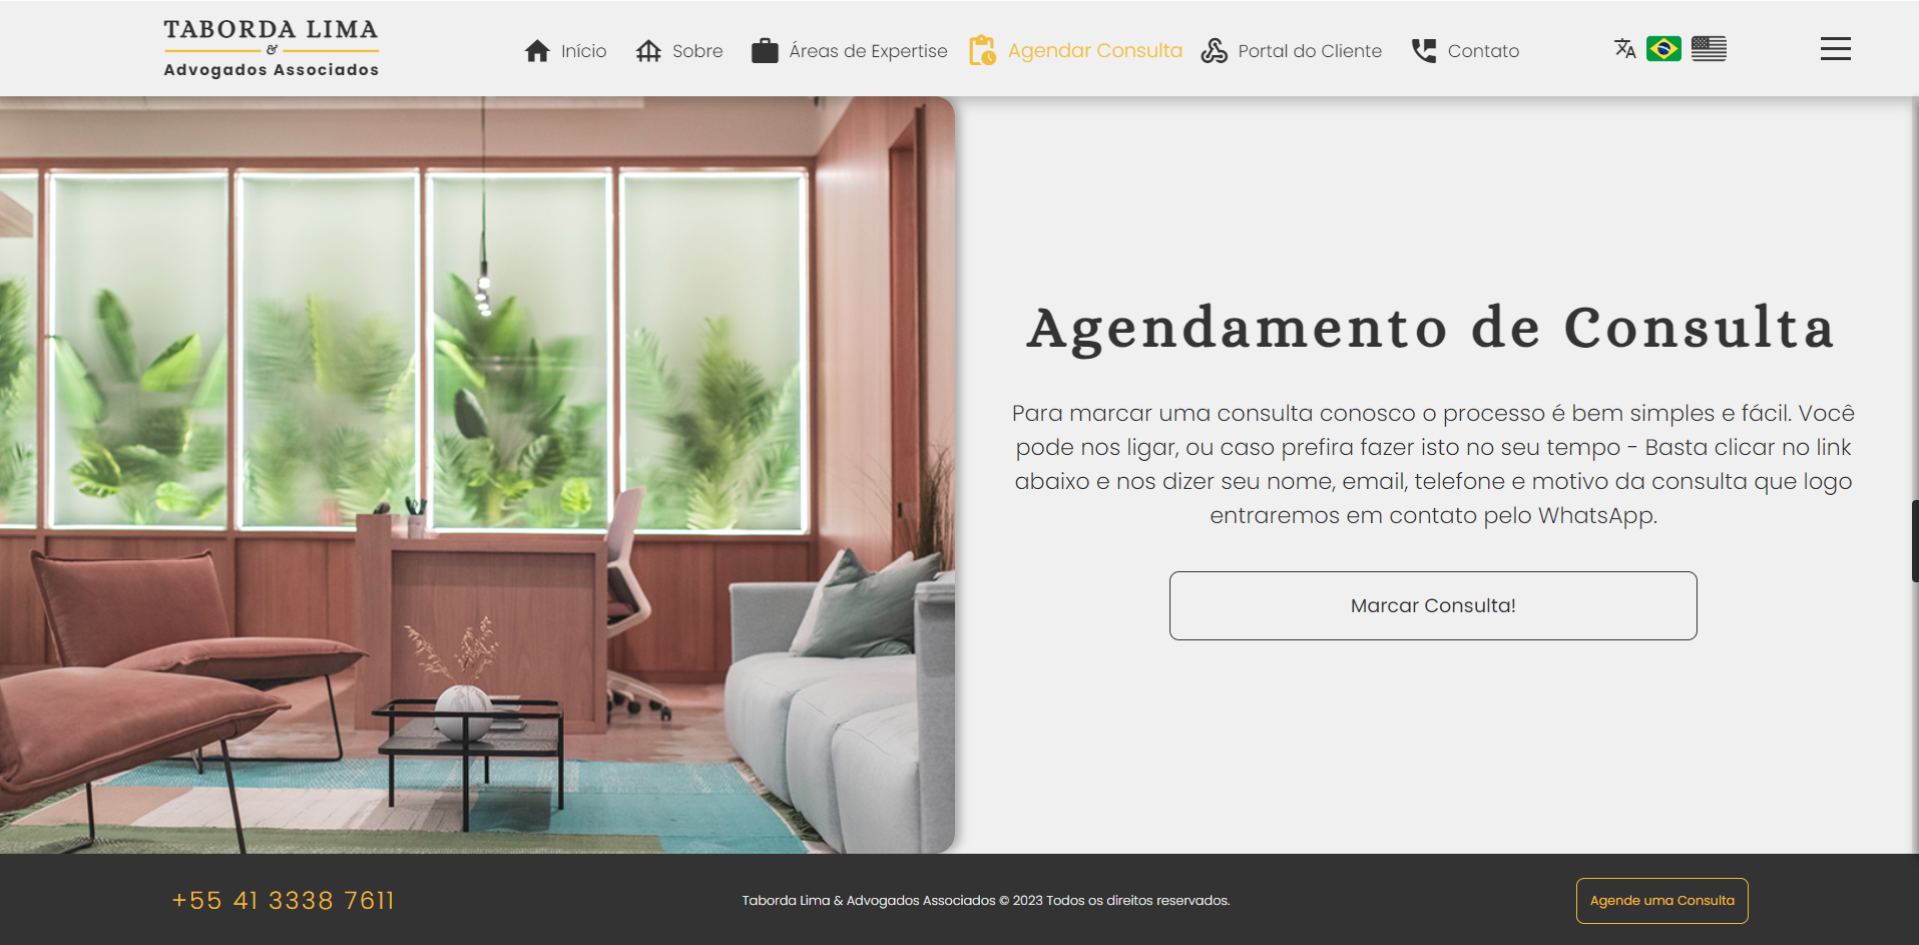 TABORDA LIMA
&
Advogados Associados
Início
Sobre
Áreas de Expertise
Agendar Consulta
Portal do Cliente
Contato
Agendamento de Consulta
Para marcar uma consulta conosco o processo é bem simples e fácil. Você
pode nos ligar, ou caso prefira fazer isto no seu tempo - Basta clicar no link
abaixo e nos dizer seu nome, email, telefone e motivo da consulta que logo
entraremos em contato pelo WhatsApp.
Marcar Consulta!
+55 41 3338 7611
Taborda Lima & Advogados Associados © 2023 Todos os direitos reservados.
Agende uma Consulta